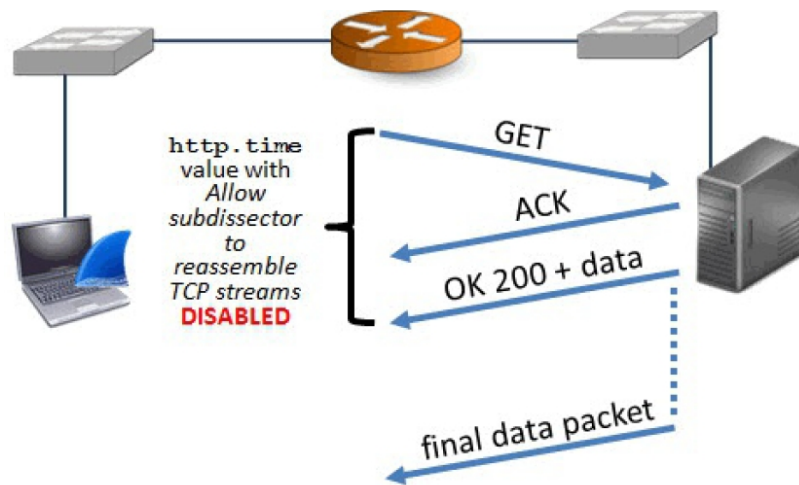 http.time
value with
Allow
subdissector
to
reassemble
TCP streams
DISABLED
GET
ACK
OK 200 + data
final data packet